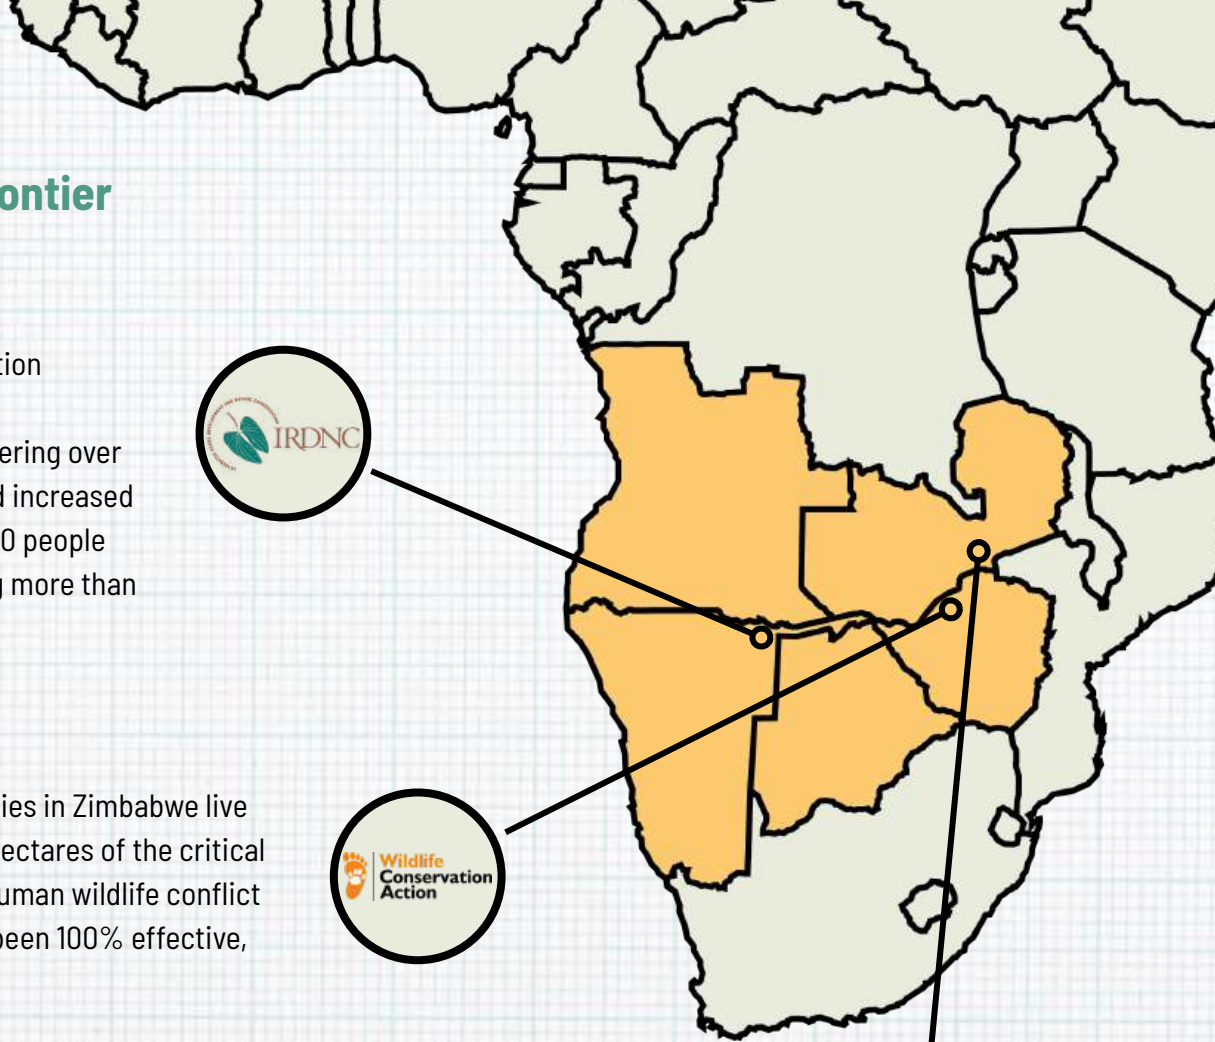 ontier
tion
ering over
d increased
0 people
g more than
IRDNC
ies in Zimbabwe live
ectares of the critical
uman wildlife conflict
been 100% effective,
Wildlife
Conservation
Action